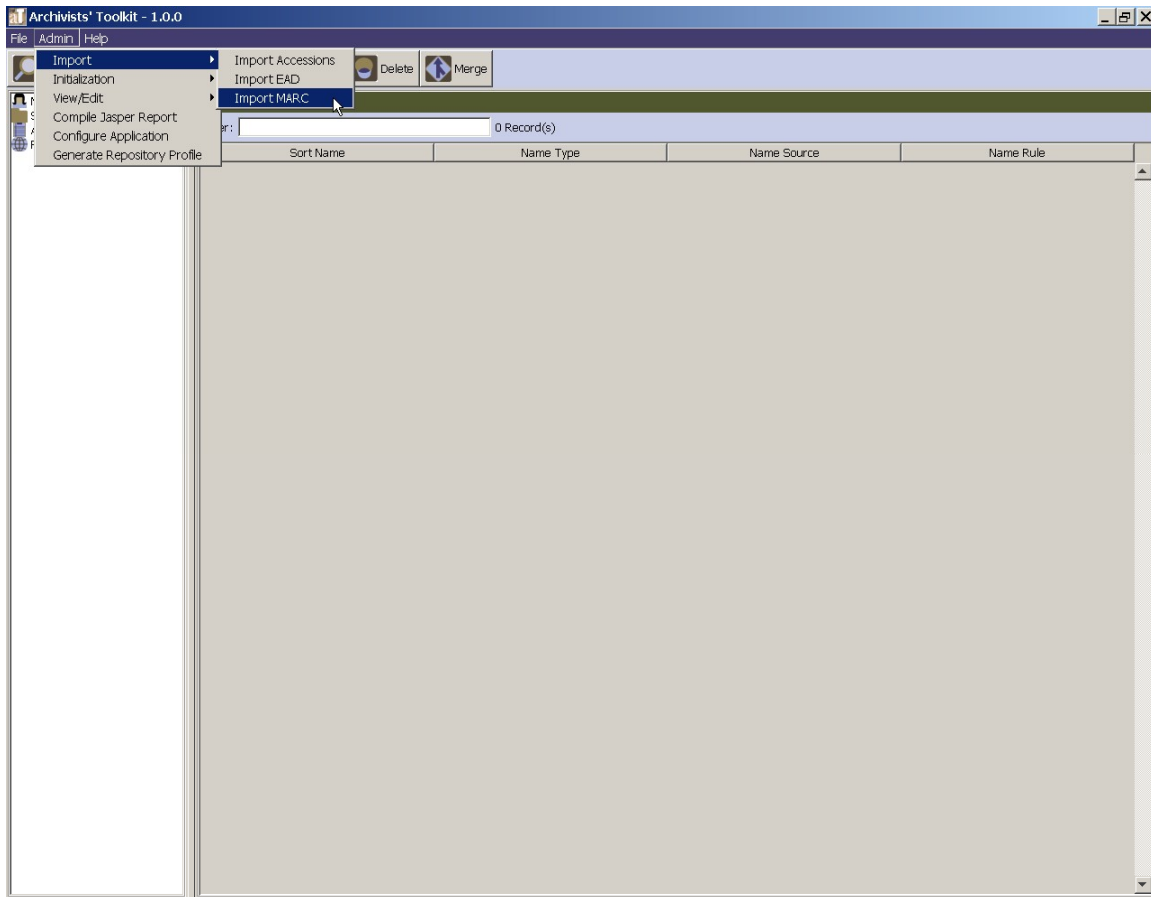 Archivists' Toolkit - 1.0.0
File Admin Help
Import Import Accessions Delete Merge
Initialization Import EAD
View/Edit Import MARC
Compile Jasper Report
Configure Application 0 Record(s)
Generate Repository Profile Sort Name Name Type Name Source Name Rule